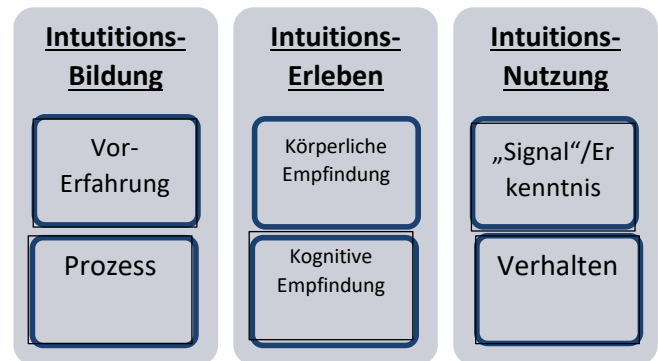 Intutitions-
Bildung
Vor-
Erfahrung
Prozess
Intuitions-
Erleben
Körperliche
Empfindung
Kognitive
Empfindung
Intuitions-
Nutzung
„Signal“/Er
kenntnis
Verhalten